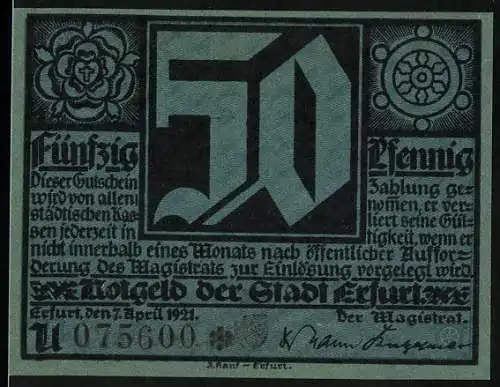 50
Fünfzig Pfennig
Dieser Gutschein Zahlung ge-
wird von allen nomen, er ver-
städtischen Kas- liert seine Gül-
sen jederzeit in tigkeit, wenn er
nicht innerhalb eines Monats nach öffentlicher Auffor-
derung des Magistrats zur Einlösung vorgelegt wird.
Notgeld der Stadt Erfurt.
Erfurt, den 7. April 1921. Der Magistrat.
U 075600
Erfurt.